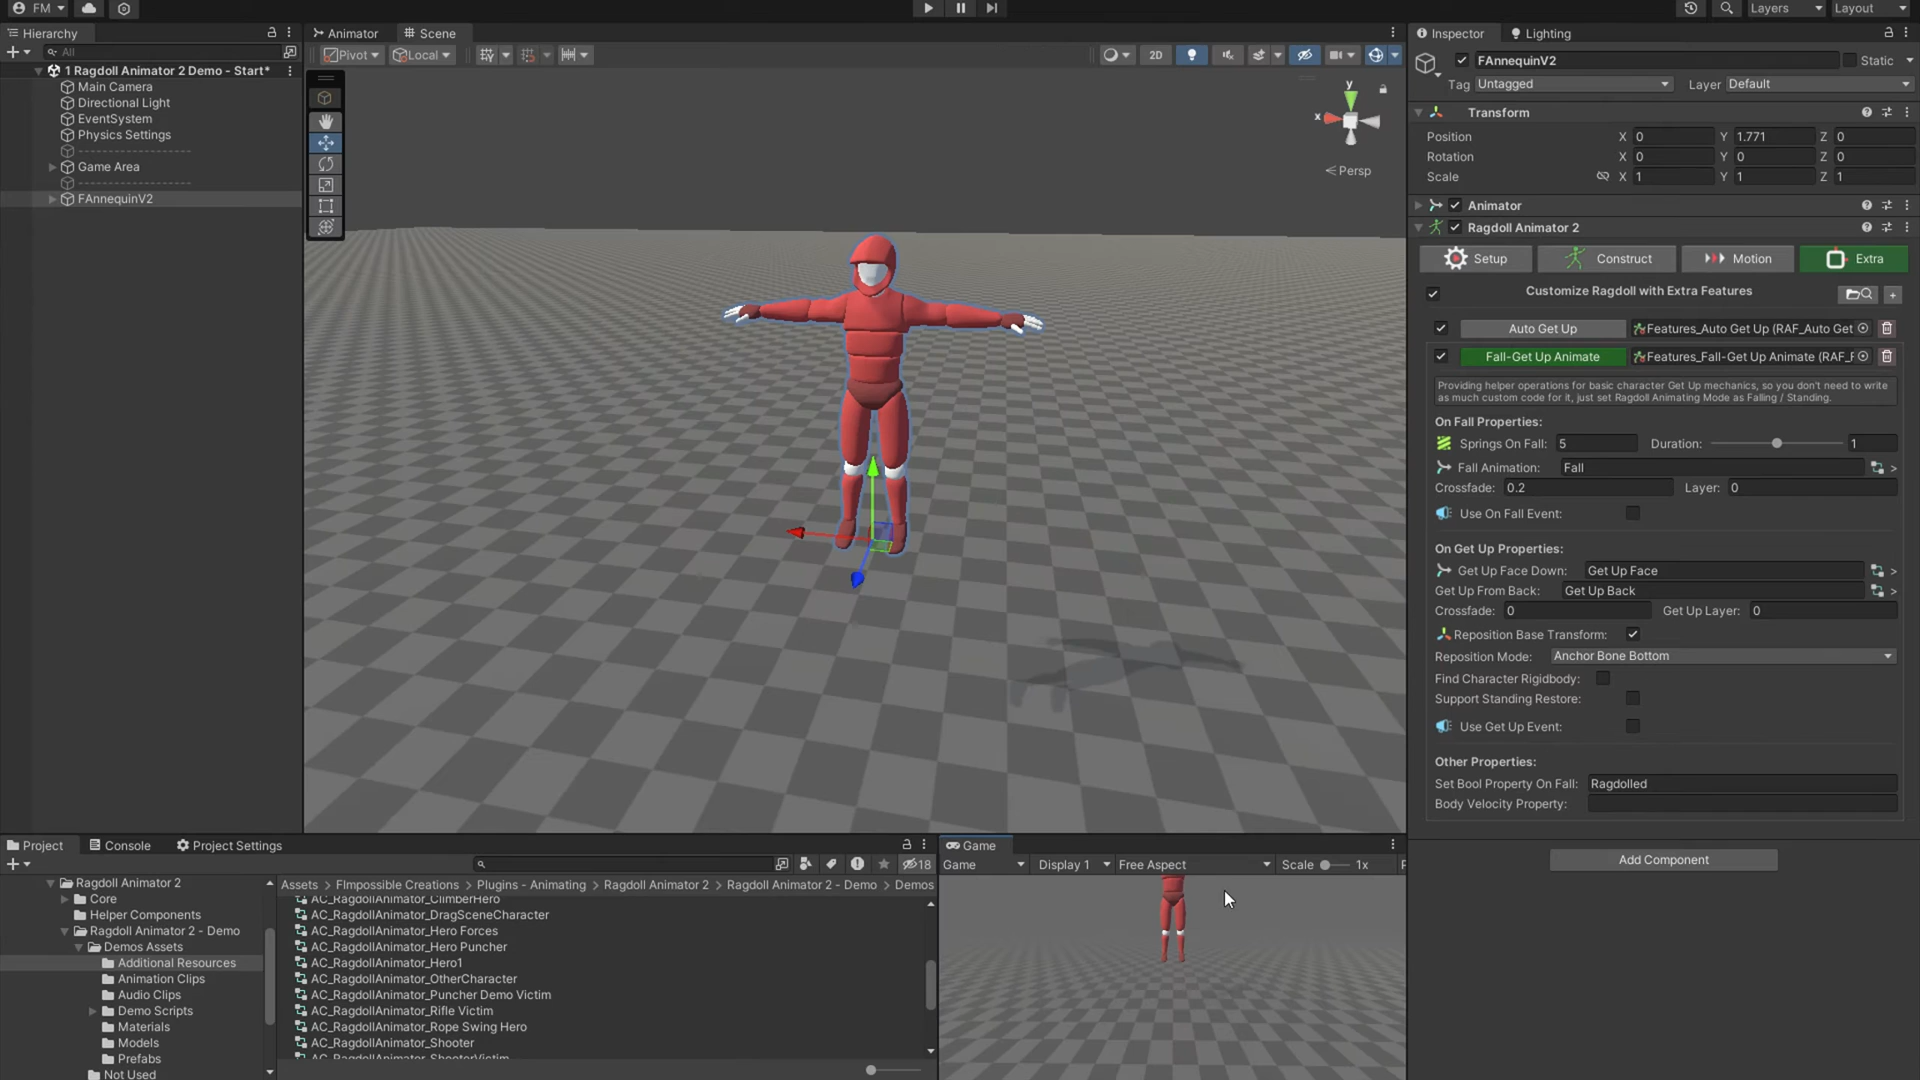 FM
Layers
Layout
Hierarchy
All
1 Ragdoll Animator 2 Demo - Start*
Main Camera
Directional Light
EventSystem
Physics Settings
--------------------
Game Area
--------------------
FAnnequinV2
Animator
Scene
Pivot
Local
2D
y
x
Persp
Inspector
Lighting
FAnnequinV2
Static
Tag
Untagged
Layer
Default
Transform
Position
X
0
Y
1.771
Z
0
Rotation
X
0
Y
0
Z
0
Scale
X
1
Y
1
Z
1
Animator
Ragdoll Animator 2
Setup
Construct
Motion
Extra
Customize Ragdoll with Extra Features
Auto Get Up
Features_Auto Get Up (RAF_Auto Get
Fall-Get Up Animate
Features_Fall-Get Up Animate (RAF_F
Providing helper operations for basic character Get Up mechanics, so you don't need to write
as much custom code for it, just set Ragdoll Animating Mode as Falling / Standing.
On Fall Properties:
Springs On Fall:
5
Duration:
1
Fall Animation:
Fall
>
Crossfade:
0.2
Layer:
0
Use On Fall Event:
On Get Up Properties:
Get Up Face Down:
Get Up Face
>
Get Up From Back:
Get Up Back
>
Crossfade:
0
Get Up Layer:
0
Reposition Base Transform:
Reposition Mode:
Anchor Bone Bottom
Find Character Rigidbody:
Support Standing Restore:
Use Get Up Event:
Other Properties:
Set Bool Property On Fall:
Ragdolled
Body Velocity Property:
Add Component
Project
Console
Project Settings
18
Ragdoll Animator 2
Core
Helper Components
Ragdoll Animator 2 - Demo
Demos Assets
Additional Resources
Animation Clips
Audio Clips
Demo Scripts
Materials
Models
Prefabs
Not Used
Assets > FImpossible Creations > Plugins - Animating > Ragdoll Animator 2 > Ragdoll Animator 2 - Demo > Demos
AC_RagdollAnimator_ClimberHero
AC_RagdollAnimator_DragSceneCharacter
AC_RagdollAnimator_Hero Forces
AC_RagdollAnimator_Hero Puncher
AC_RagdollAnimator_Hero1
AC_RagdollAnimator_OtherCharacter
AC_RagdollAnimator_Puncher Demo Victim
AC_RagdollAnimator_Rifle Victim
AC_RagdollAnimator_Rope Swing Hero
AC_RagdollAnimator_Shooter
AC_RagdollAnimator_ShooterVictim
Game
Game
Display 1
Free Aspect
Scale
1x